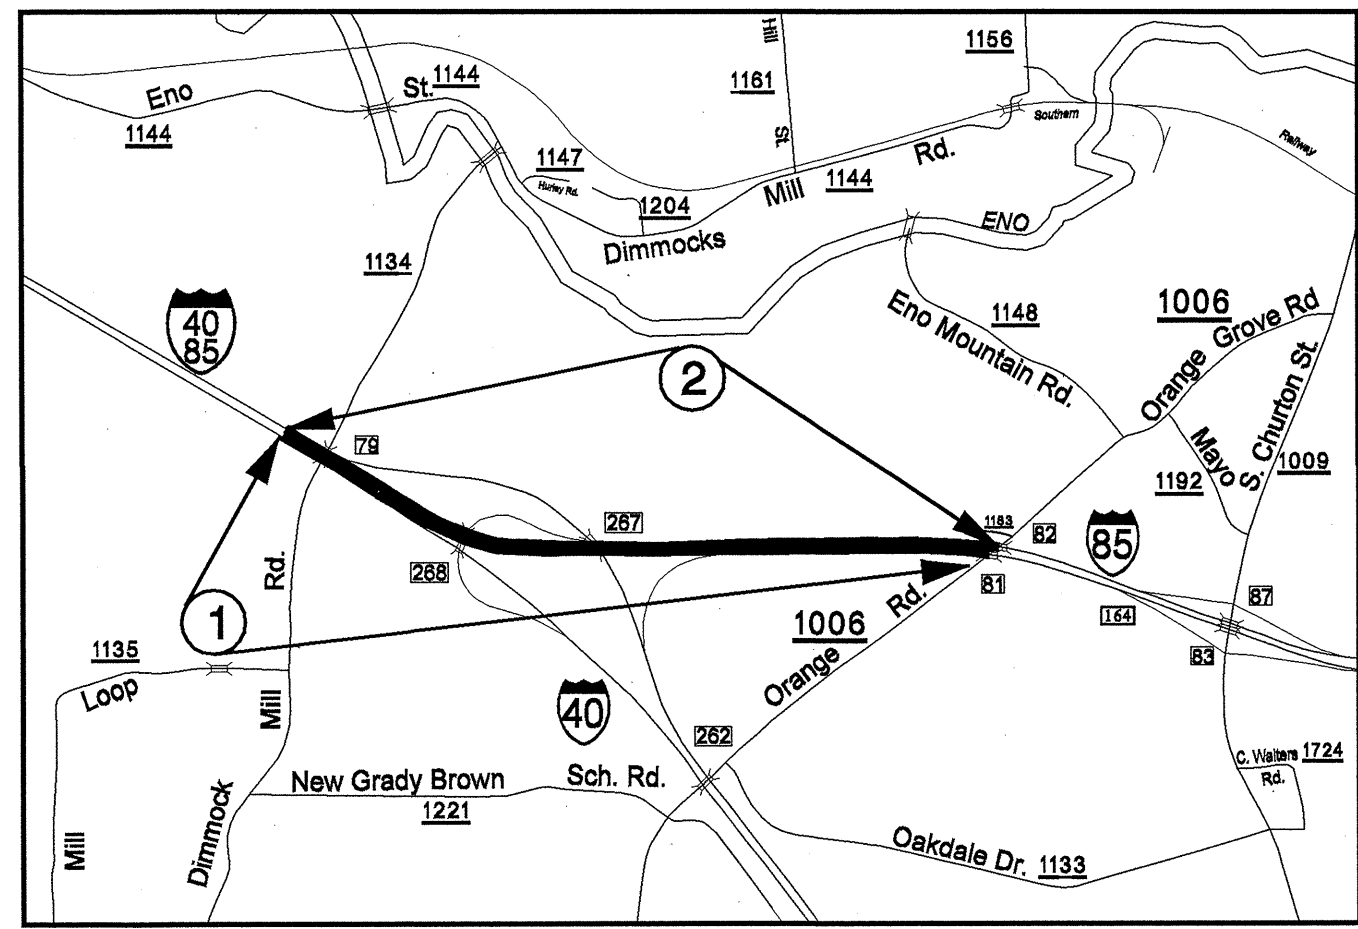 Hill
1156
Eno
St.
1144
1161
1144
Southern
Railway
St.
1147
Hurley Rd.
1204
Mill
1144
Rd.
Dimmocks
ENO
1134
40
85
Eno Mountain Rd.
1148
1006
Orange Grove Rd
2
79
Mayo
1192
S. Churton St.
1009
267
268
1183
82
85
81
Rd.
1
1006
Orange Rd.
164
87
83
1135
Loop
Mill
40
262
New Grady Brown Sch. Rd.
1221
C. Walters 1724
Rd.
Mill
Dimmock
Oakdale Dr. 1133